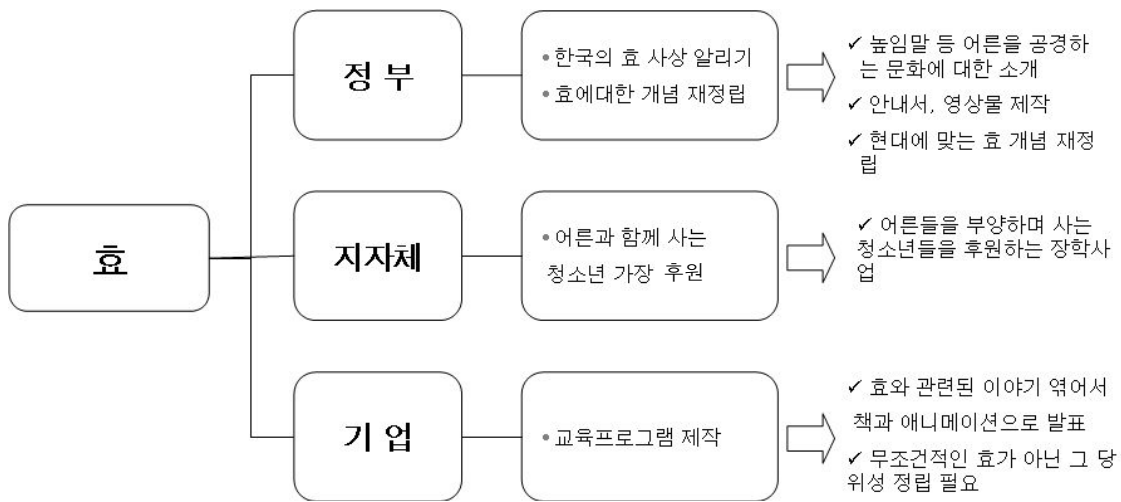 효
정 부
• 한국의 효 사상 알리기
• 효에대한 개념 재정립
✓ 높임말 등 어른을 공경하
는 문화에 대한 소개
✓ 안내서, 영상물 제작
✓ 현대에 맞는 효 개념 재정
립
지자체
• 어른과 함께 사는
청소년 가장 후원
✓ 어른들을 부양하며 사는
청소년들을 후원하는 장학사
업
기 업
• 교육프로그램 제작
✓ 효와 관련된 이야기 엮어서
책과 애니메이션으로 발표
✓ 무조건적인 효가 아닌 그 당
위성 정립 필요